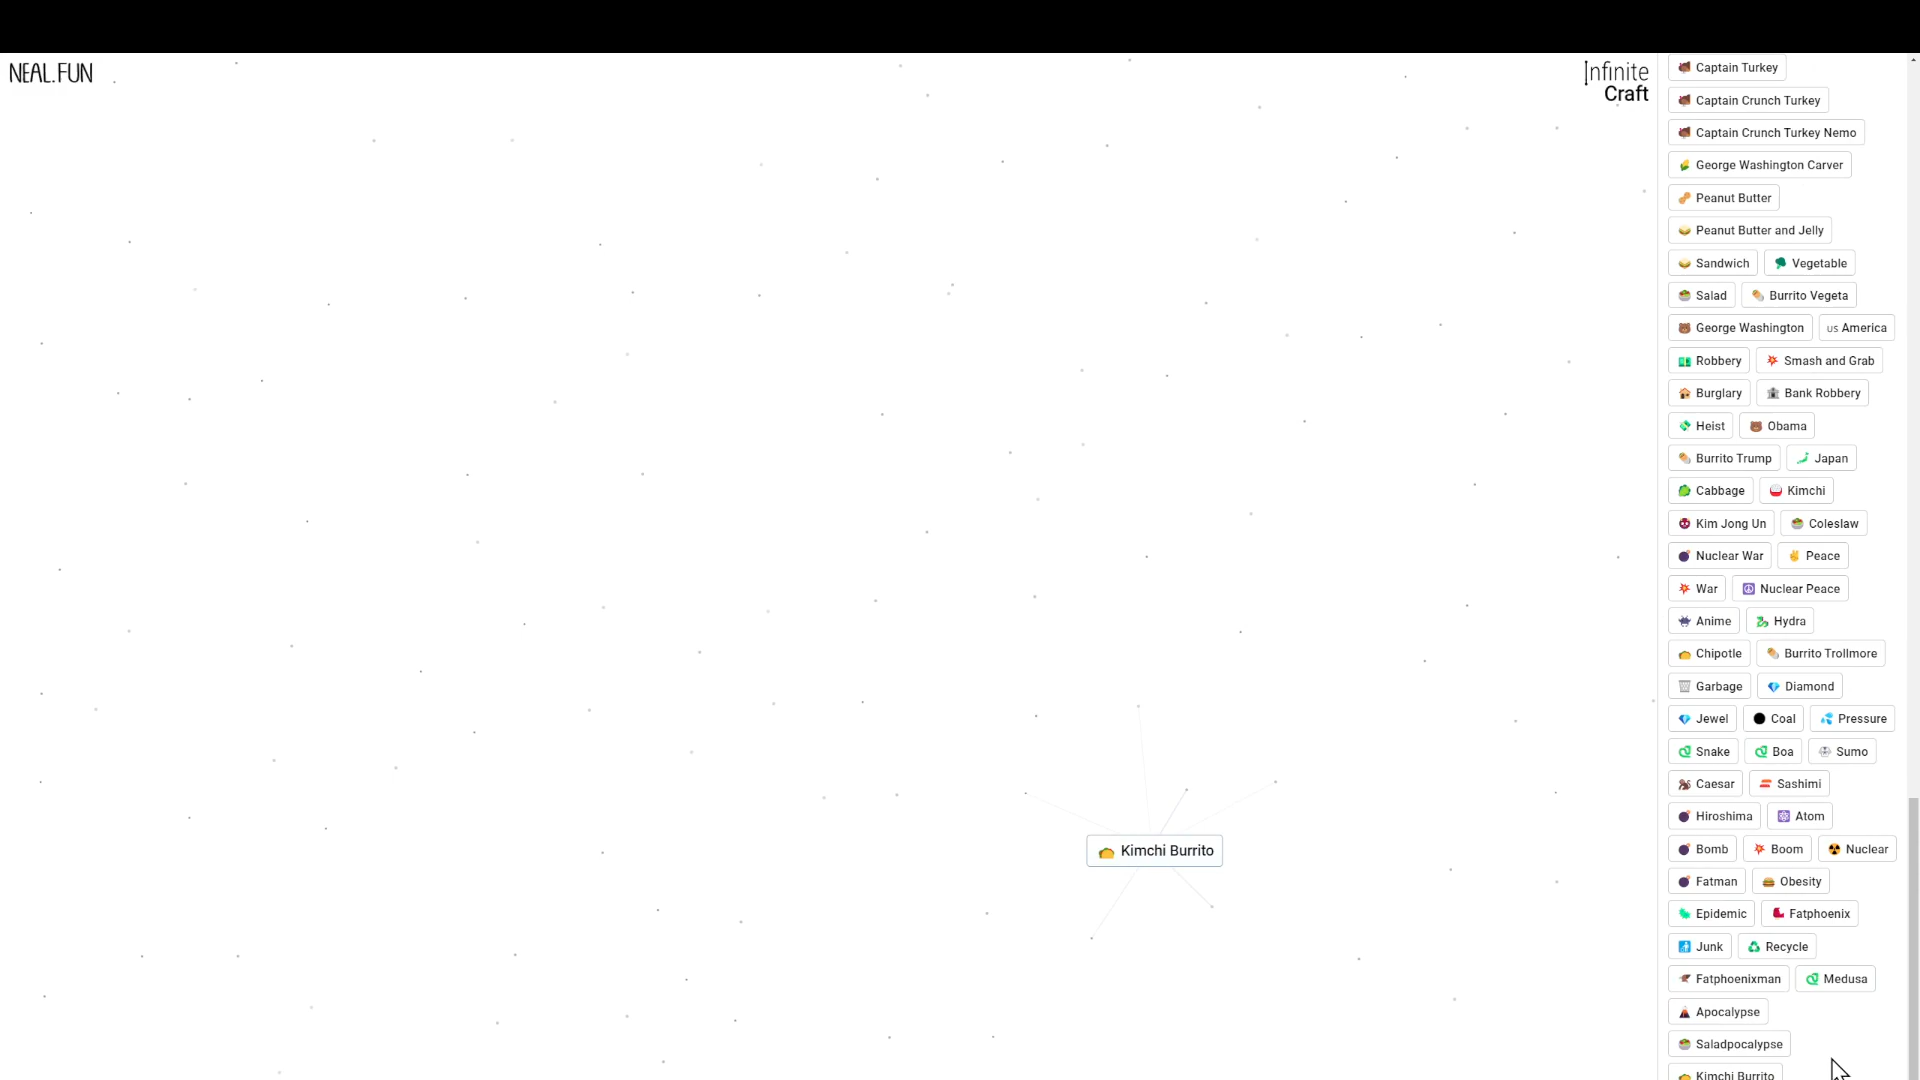 NEAL.FUN
Infinite
Craft
Captain Turkey
Captain Crunch Turkey
Captain Crunch Turkey Nemo
George Washington Carver
Peanut Butter
Peanut Butter and Jelly
Sandwich Vegetable
Salad Burrito Vegeta
George Washington us America
Robbery Smash and Grab
Burglary Bank Robbery
Heist Obama
Burrito Trump Japan
Cabbage Kimchi
Kim Jong Un Coleslaw
Nuclear War Peace
War Nuclear Peace
Anime Hydra
Chipotle Burrito Trollmore
Garbage Diamond
Jewel Coal Pressure
Snake Boa Sumo
Caesar Sashimi
Hiroshima Atom
Bomb Boom Nuclear
Kimchi Burrito
Fatman Obesity
Epidemic Fatphoenix
Junk Recycle
Fatphoenixman Medusa
Apocalypse
Saladpocalypse
Kimchi Burrito